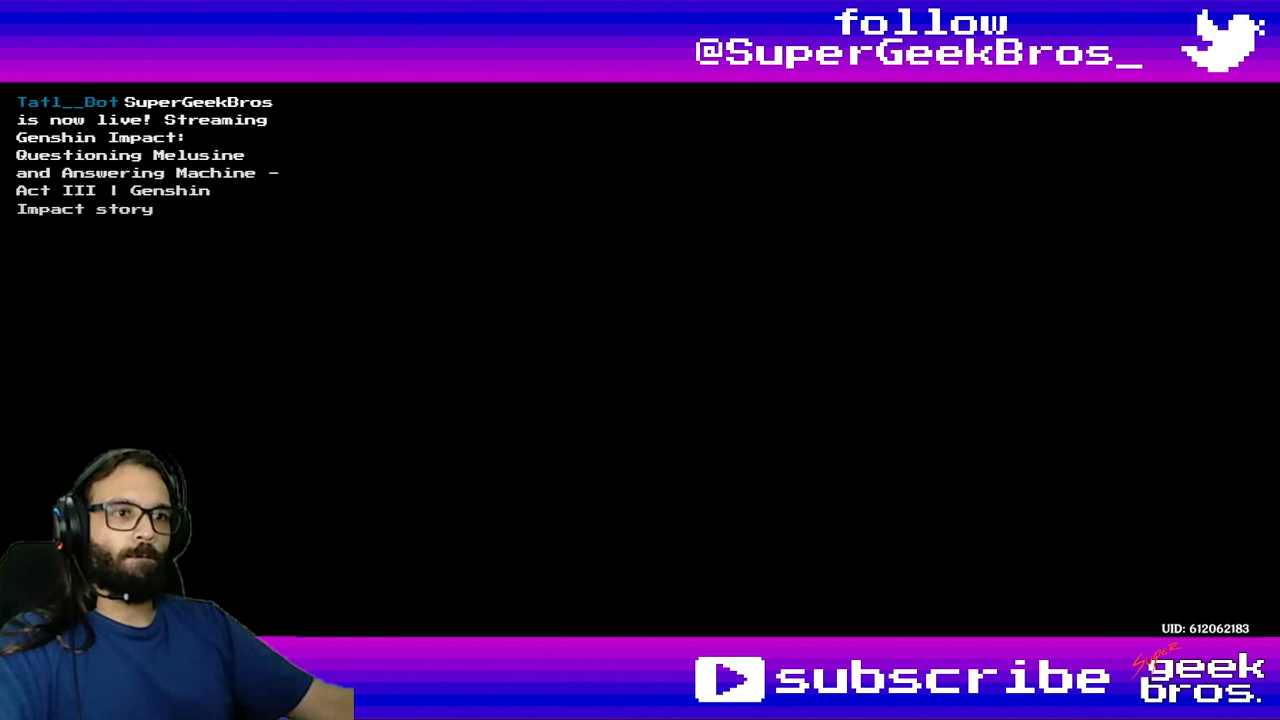 follow
@SuperGeekBros_
Tatl__Bot SuperGeekBros
is now live! Streaming
Genshin Impact:
Questioning Melusine
and Answering Machine -
Act III | Genshin
Impact story
UID: 612062183
subscribe
SUPER
geek
bros.